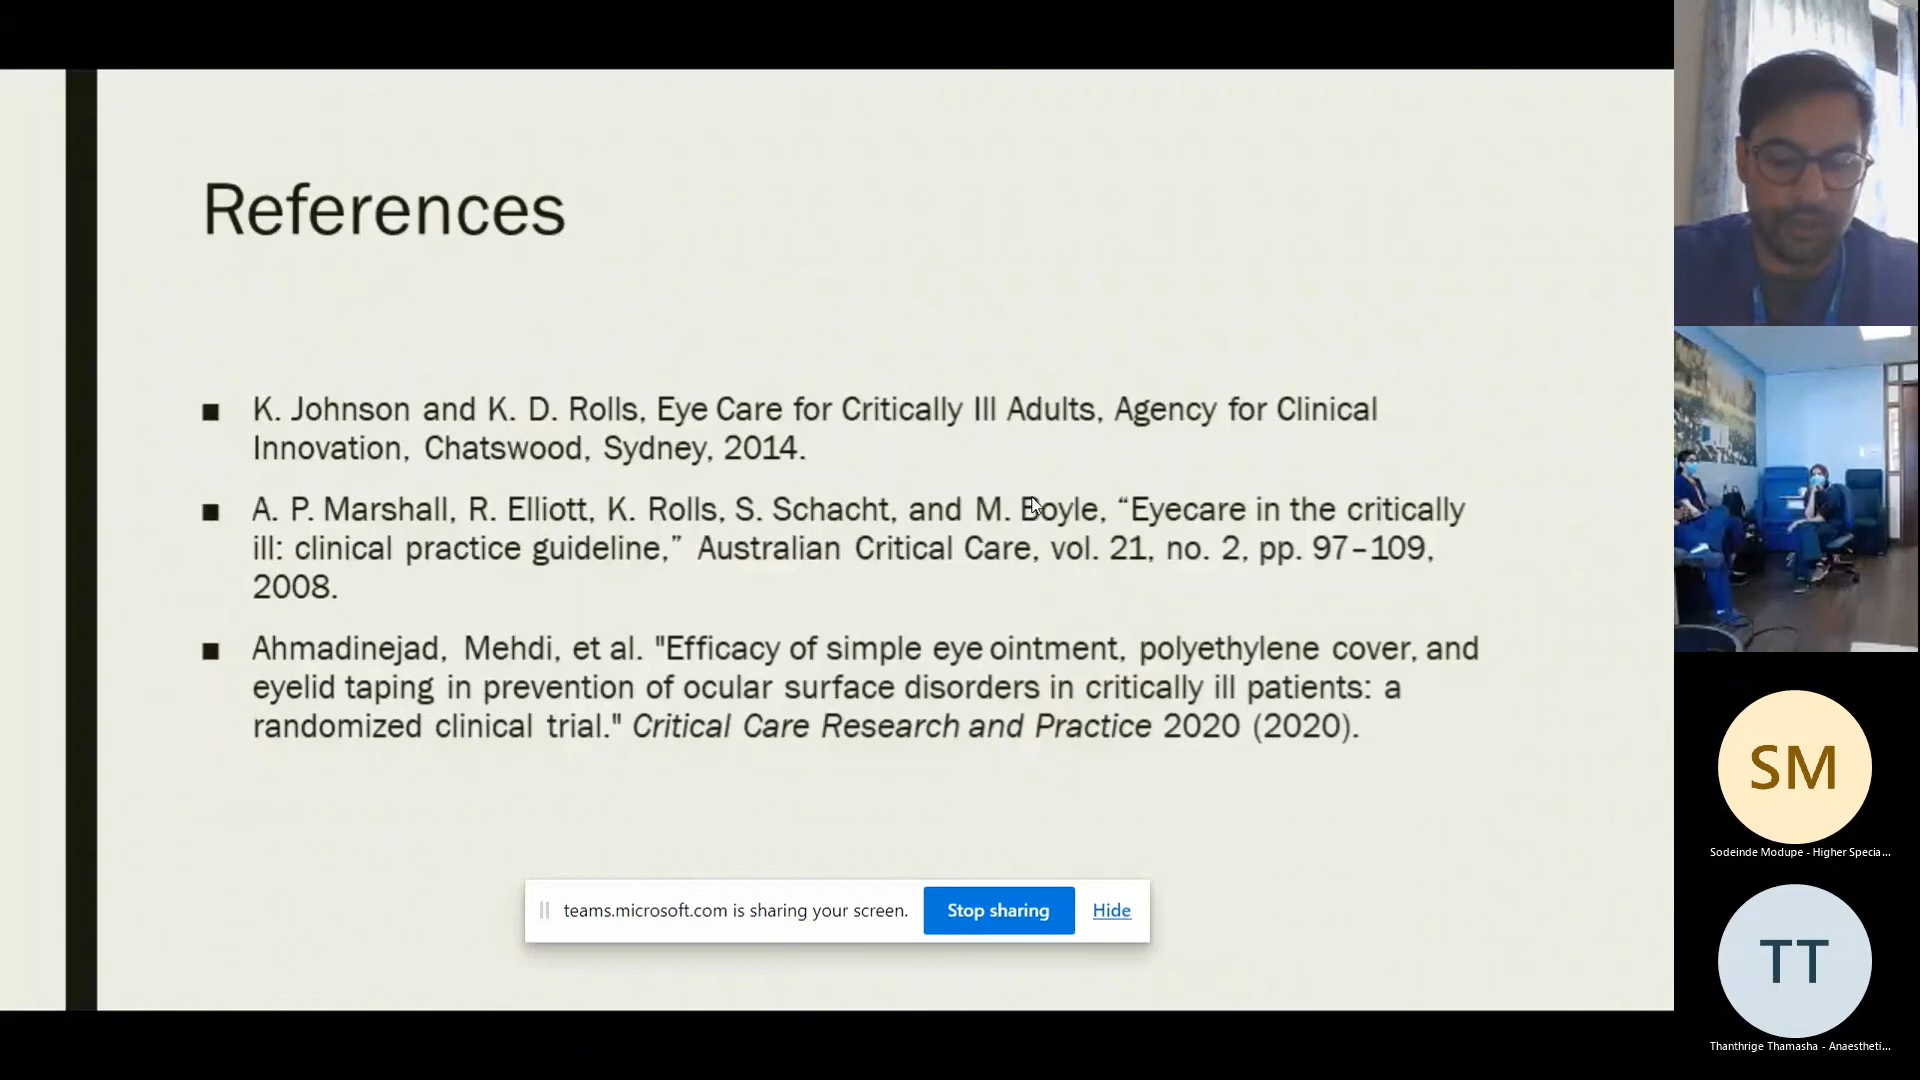 References
■ K. Johnson and K. D. Rolls, Eye Care for Critically Ill Adults, Agency for Clinical
Innovation, Chatswood, Sydney, 2014.
■ A. P. Marshall, R. Elliott, K. Rolls, S. Schacht, and M. Boyle, “Eyecare in the critically
ill: clinical practice guideline,” Australian Critical Care, vol. 21, no. 2, pp. 97–109,
2008.
■ Ahmadinejad, Mehdi, et al. "Efficacy of simple eye ointment, polyethylene cover, and
eyelid taping in prevention of ocular surface disorders in critically ill patients: a
randomized clinical trial." Critical Care Research and Practice 2020 (2020).
teams.microsoft.com is sharing your screen. Stop sharing Hide
SM
Sodeinde Modupe - Higher Specia...
TT
Thanthrige Thamasha - Anaestheti...